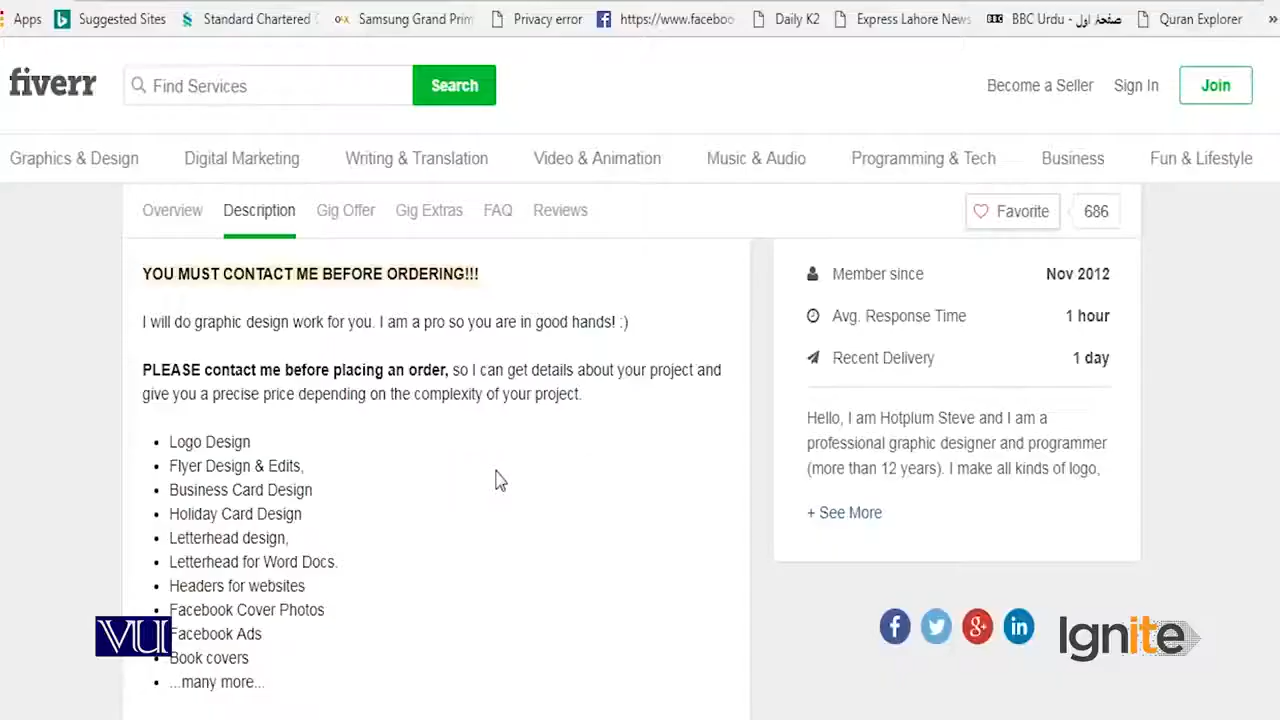 Apps
Suggested Sites
Standard Chartered
Samsung Grand Prim
Privacy error
https://www.faceboo
Daily K2
Express Lahore News
BBC Urdu - صفحۂ اول
Quran Explorer
»
fiverr
Find Services
Search
Become a Seller
Sign In
Join
Graphics & Design
Digital Marketing
Writing & Translation
Video & Animation
Music & Audio
Programming & Tech
Business
Fun & Lifestyle
Overview
Description
Gig Offer
Gig Extras
FAQ
Reviews
Favorite
686
YOU MUST CONTACT ME BEFORE ORDERING!!!
I will do graphic design work for you. I am a pro so you are in good hands! :)
PLEASE contact me before placing an order, so I can get details about your project and
give you a precise price depending on the complexity of your project.
• Logo Design
• Flyer Design & Edits,
• Business Card Design
• Holiday Card Design
• Letterhead design,
• Letterhead for Word Docs.
• Headers for websites
• Facebook Cover Photos
Facebook Ads
Book covers
• ...many more...
Member since Nov 2012
Avg. Response Time 1 hour
Recent Delivery 1 day
Hello, I am Hotplum Steve and I am a
professional graphic designer and programmer
(more than 12 years). I make all kinds of logo,
+ See More
VU
Ignite